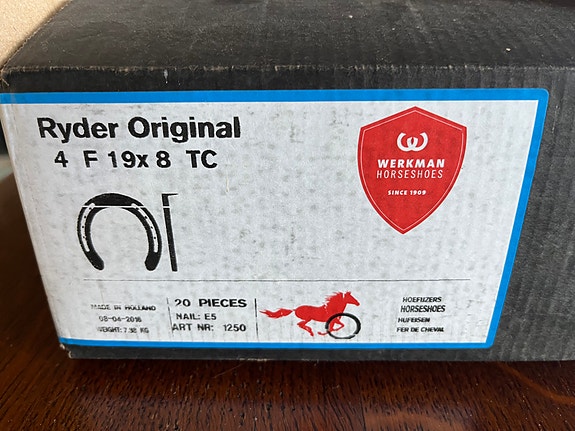 Ryder Original
4 F 19x 8 TC
WERKMAN
HORSESHOES
SINCE 1909
MADE IN HOLLAND
08-04-2016
WEIGHT: 7.38 KG
20 PIECES
NAIL: E5
ART NR: 1250
HOEFIJZERS
HORSESHOES
HUFEISEN
FER DE CHEVAL